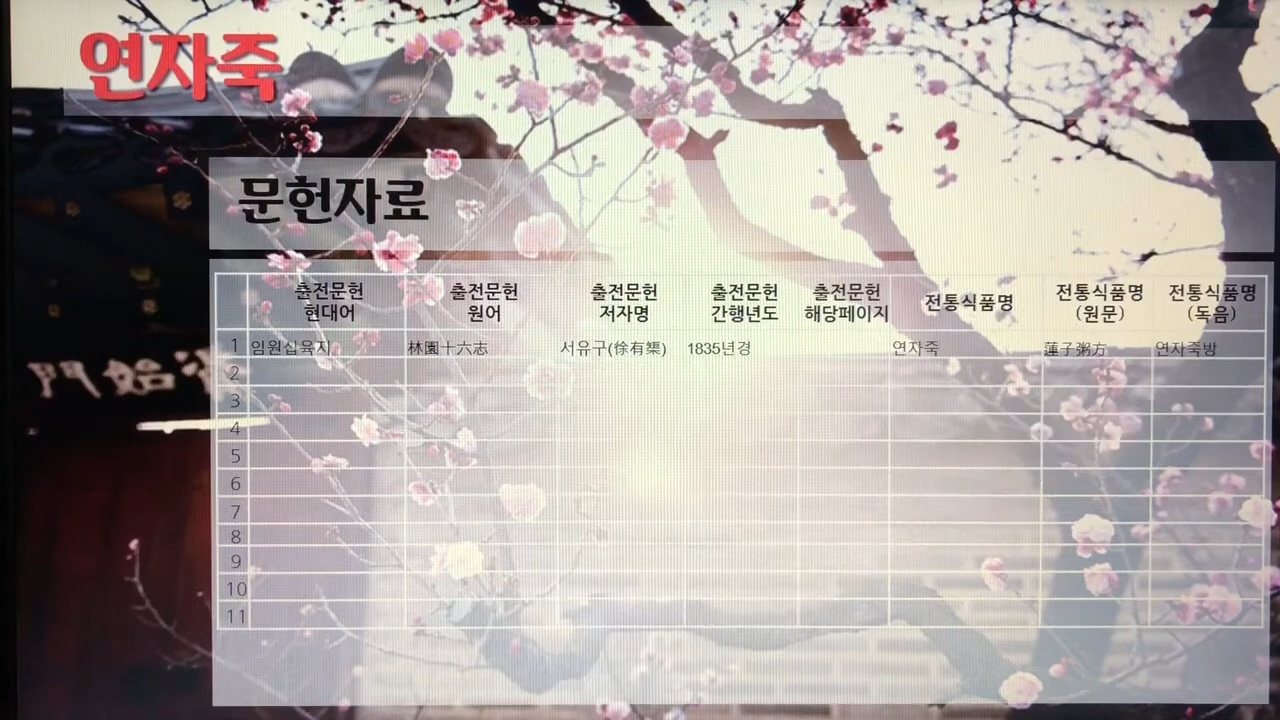 연자죽
문헌자료
출전문헌 현대어 출전문헌 원어 출전문헌 저자명 출전문헌 간행년도 출전문헌 해당페이지 전통식품명 전통식품명 (원문) 전통식품명 (독음)
1 임원십육지 林園十六志 서유구(徐有榘) 1835년경 연자죽 蓮子粥方 연자죽방
2
3
4
5
6
7
8
9
10
11
門始